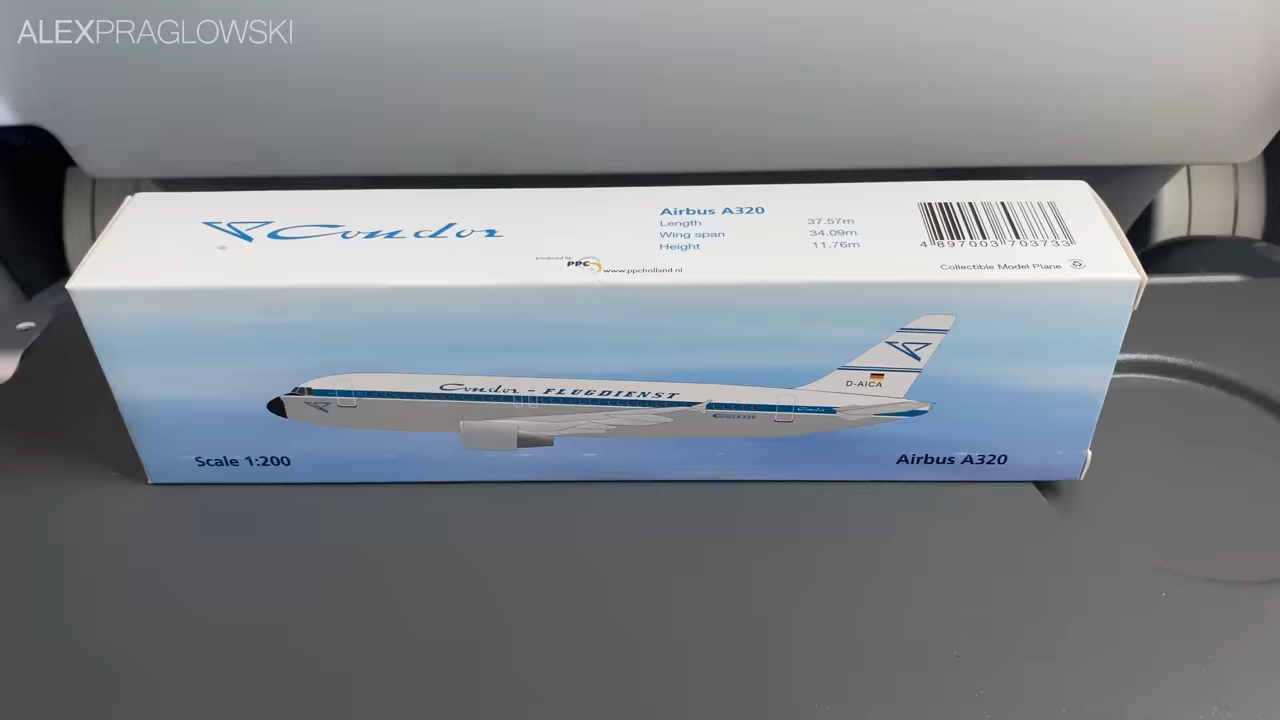 ALEXPRAGLOWSKI
Condor
Airbus A320
Length 37.57m
Wing span 34.09m
Height 11.76m
produced by PPC www.ppcholland.nl
4 897003 703733
Collectible Model Plane
Condor - FLUGDIENST
D-AICA
Condor
Scale 1:200
Airbus A320